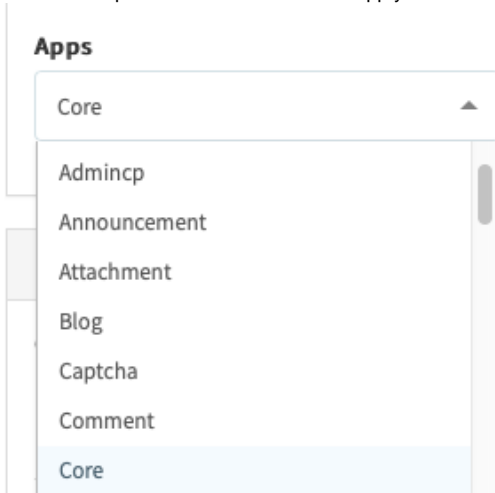 Apps
Core
Admincp
Announcement
Attachment
Blog
Captcha
Comment
Core